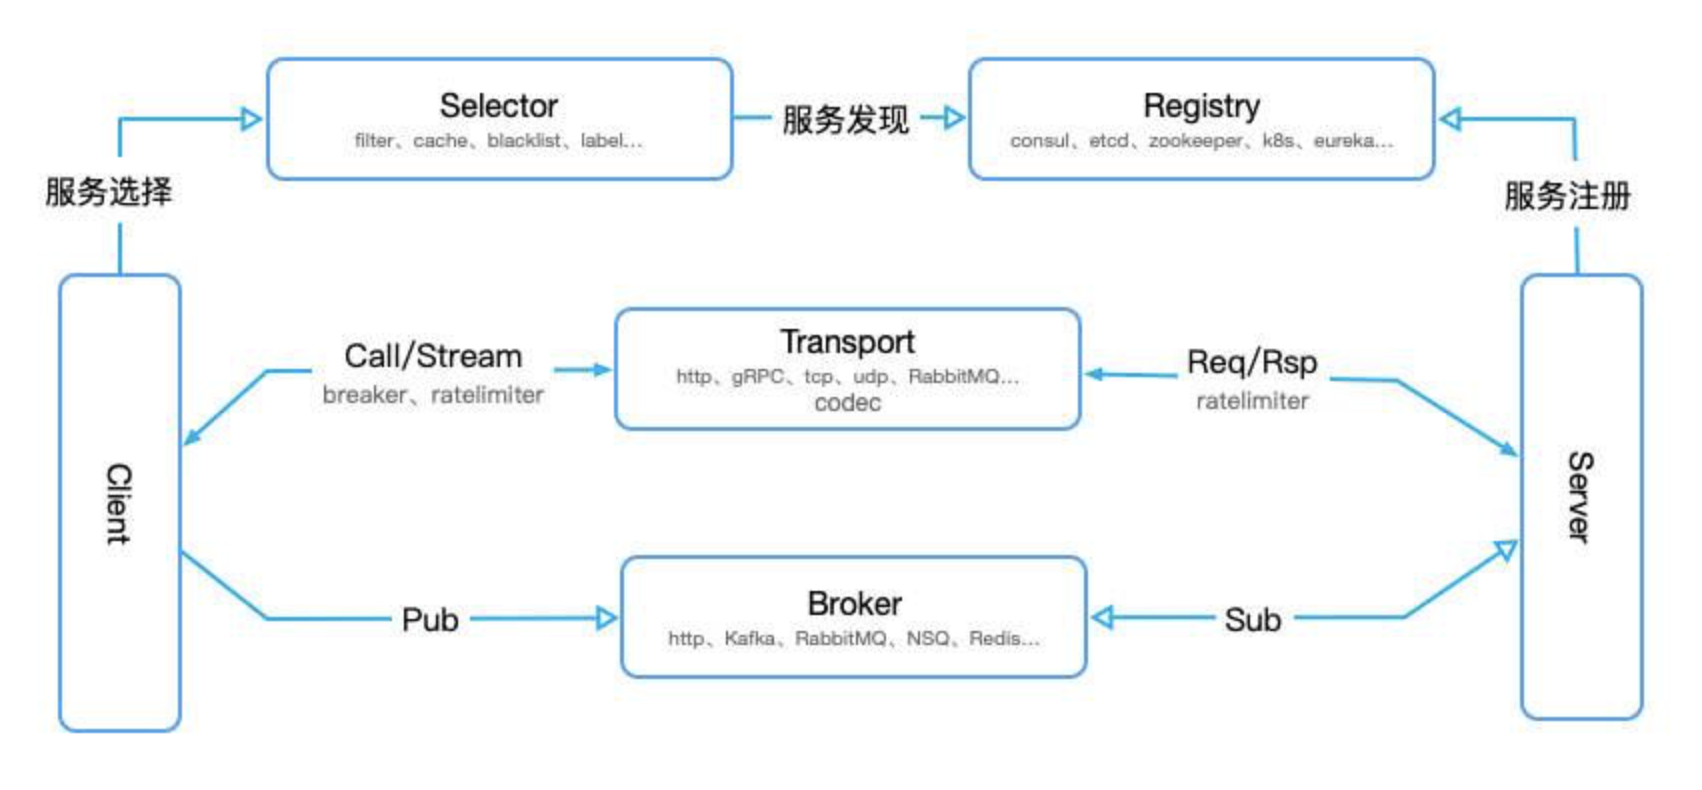 Selector
filter、cache、blacklist、label...
服务发现
Registry
consul、etcd、zookeeper、k8s、eureka...
服务选择
服务注册
Call/Stream
breaker、ratelimiter
Transport
http、gRPC、tcp、udp、RabbitMQ...
codec
Req/Rsp
ratelimiter
Client
Server
Pub
Broker
http、Kafka、RabbitMQ、NSQ、Redis...
Sub